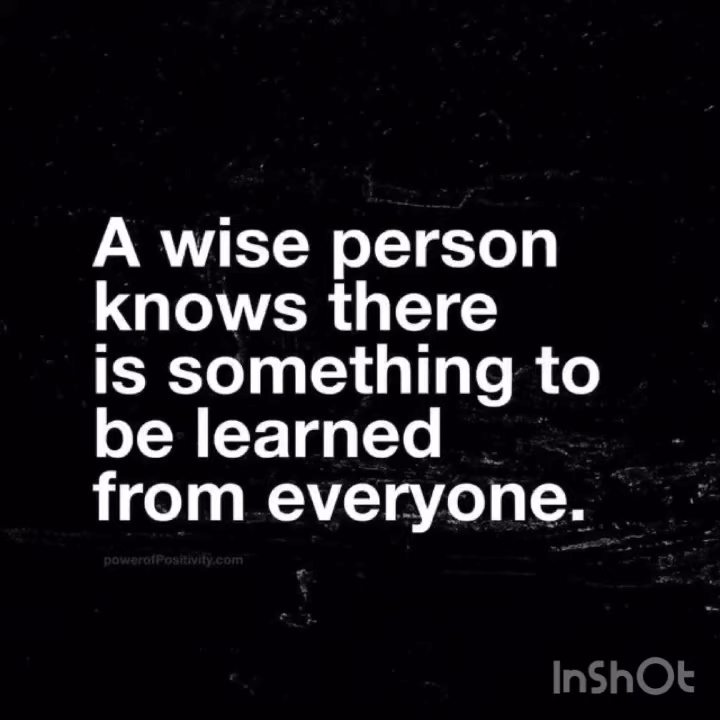 A wise person
knows there
is something to
be learned
from everyone.
powerofPositivity.com
InShOt